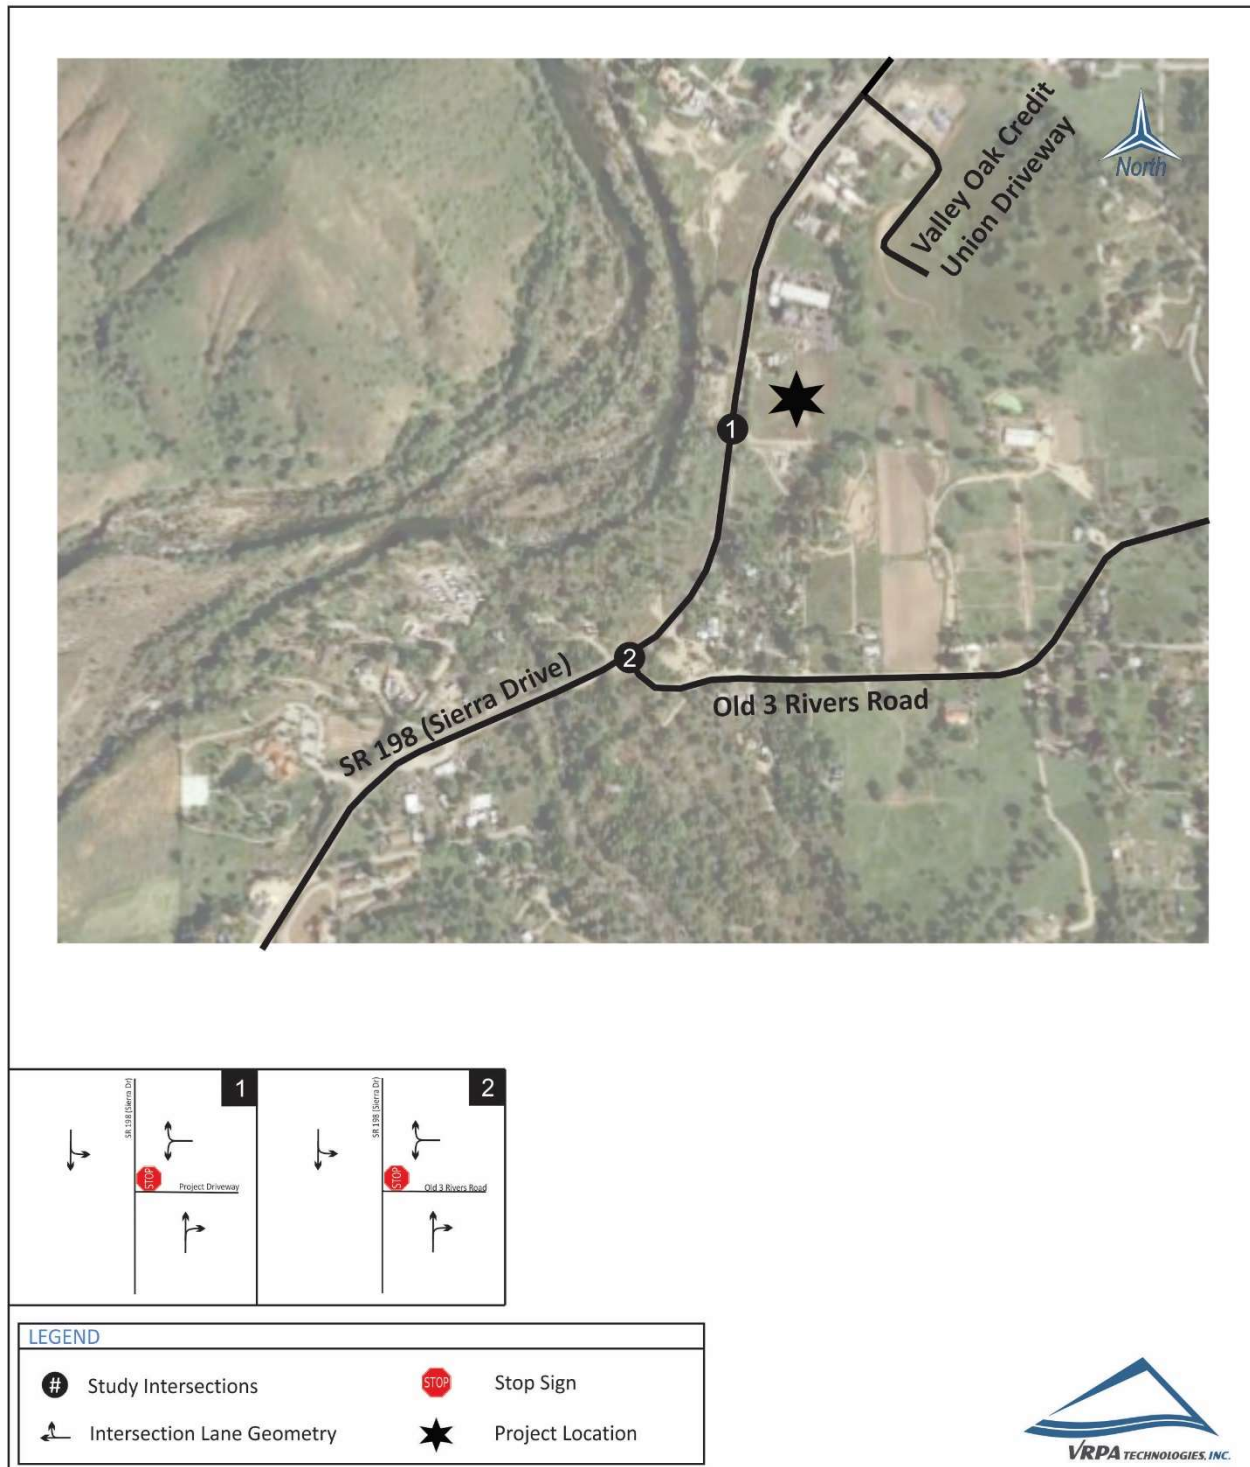 Valley Oak Credit
Union Driveway
North
1
2
SR 198 (Sierra Drive)
Old 3 Rivers Road
1
SR 198 (Sierra Dr)
STOP
Project Driveway
2
SR 198 (Sierra Dr)
STOP
Old 3 Rivers Road
LEGEND
# Study Intersections
STOP Stop Sign
Intersection Lane Geometry
Project Location
VRPA TECHNOLOGIES, INC.